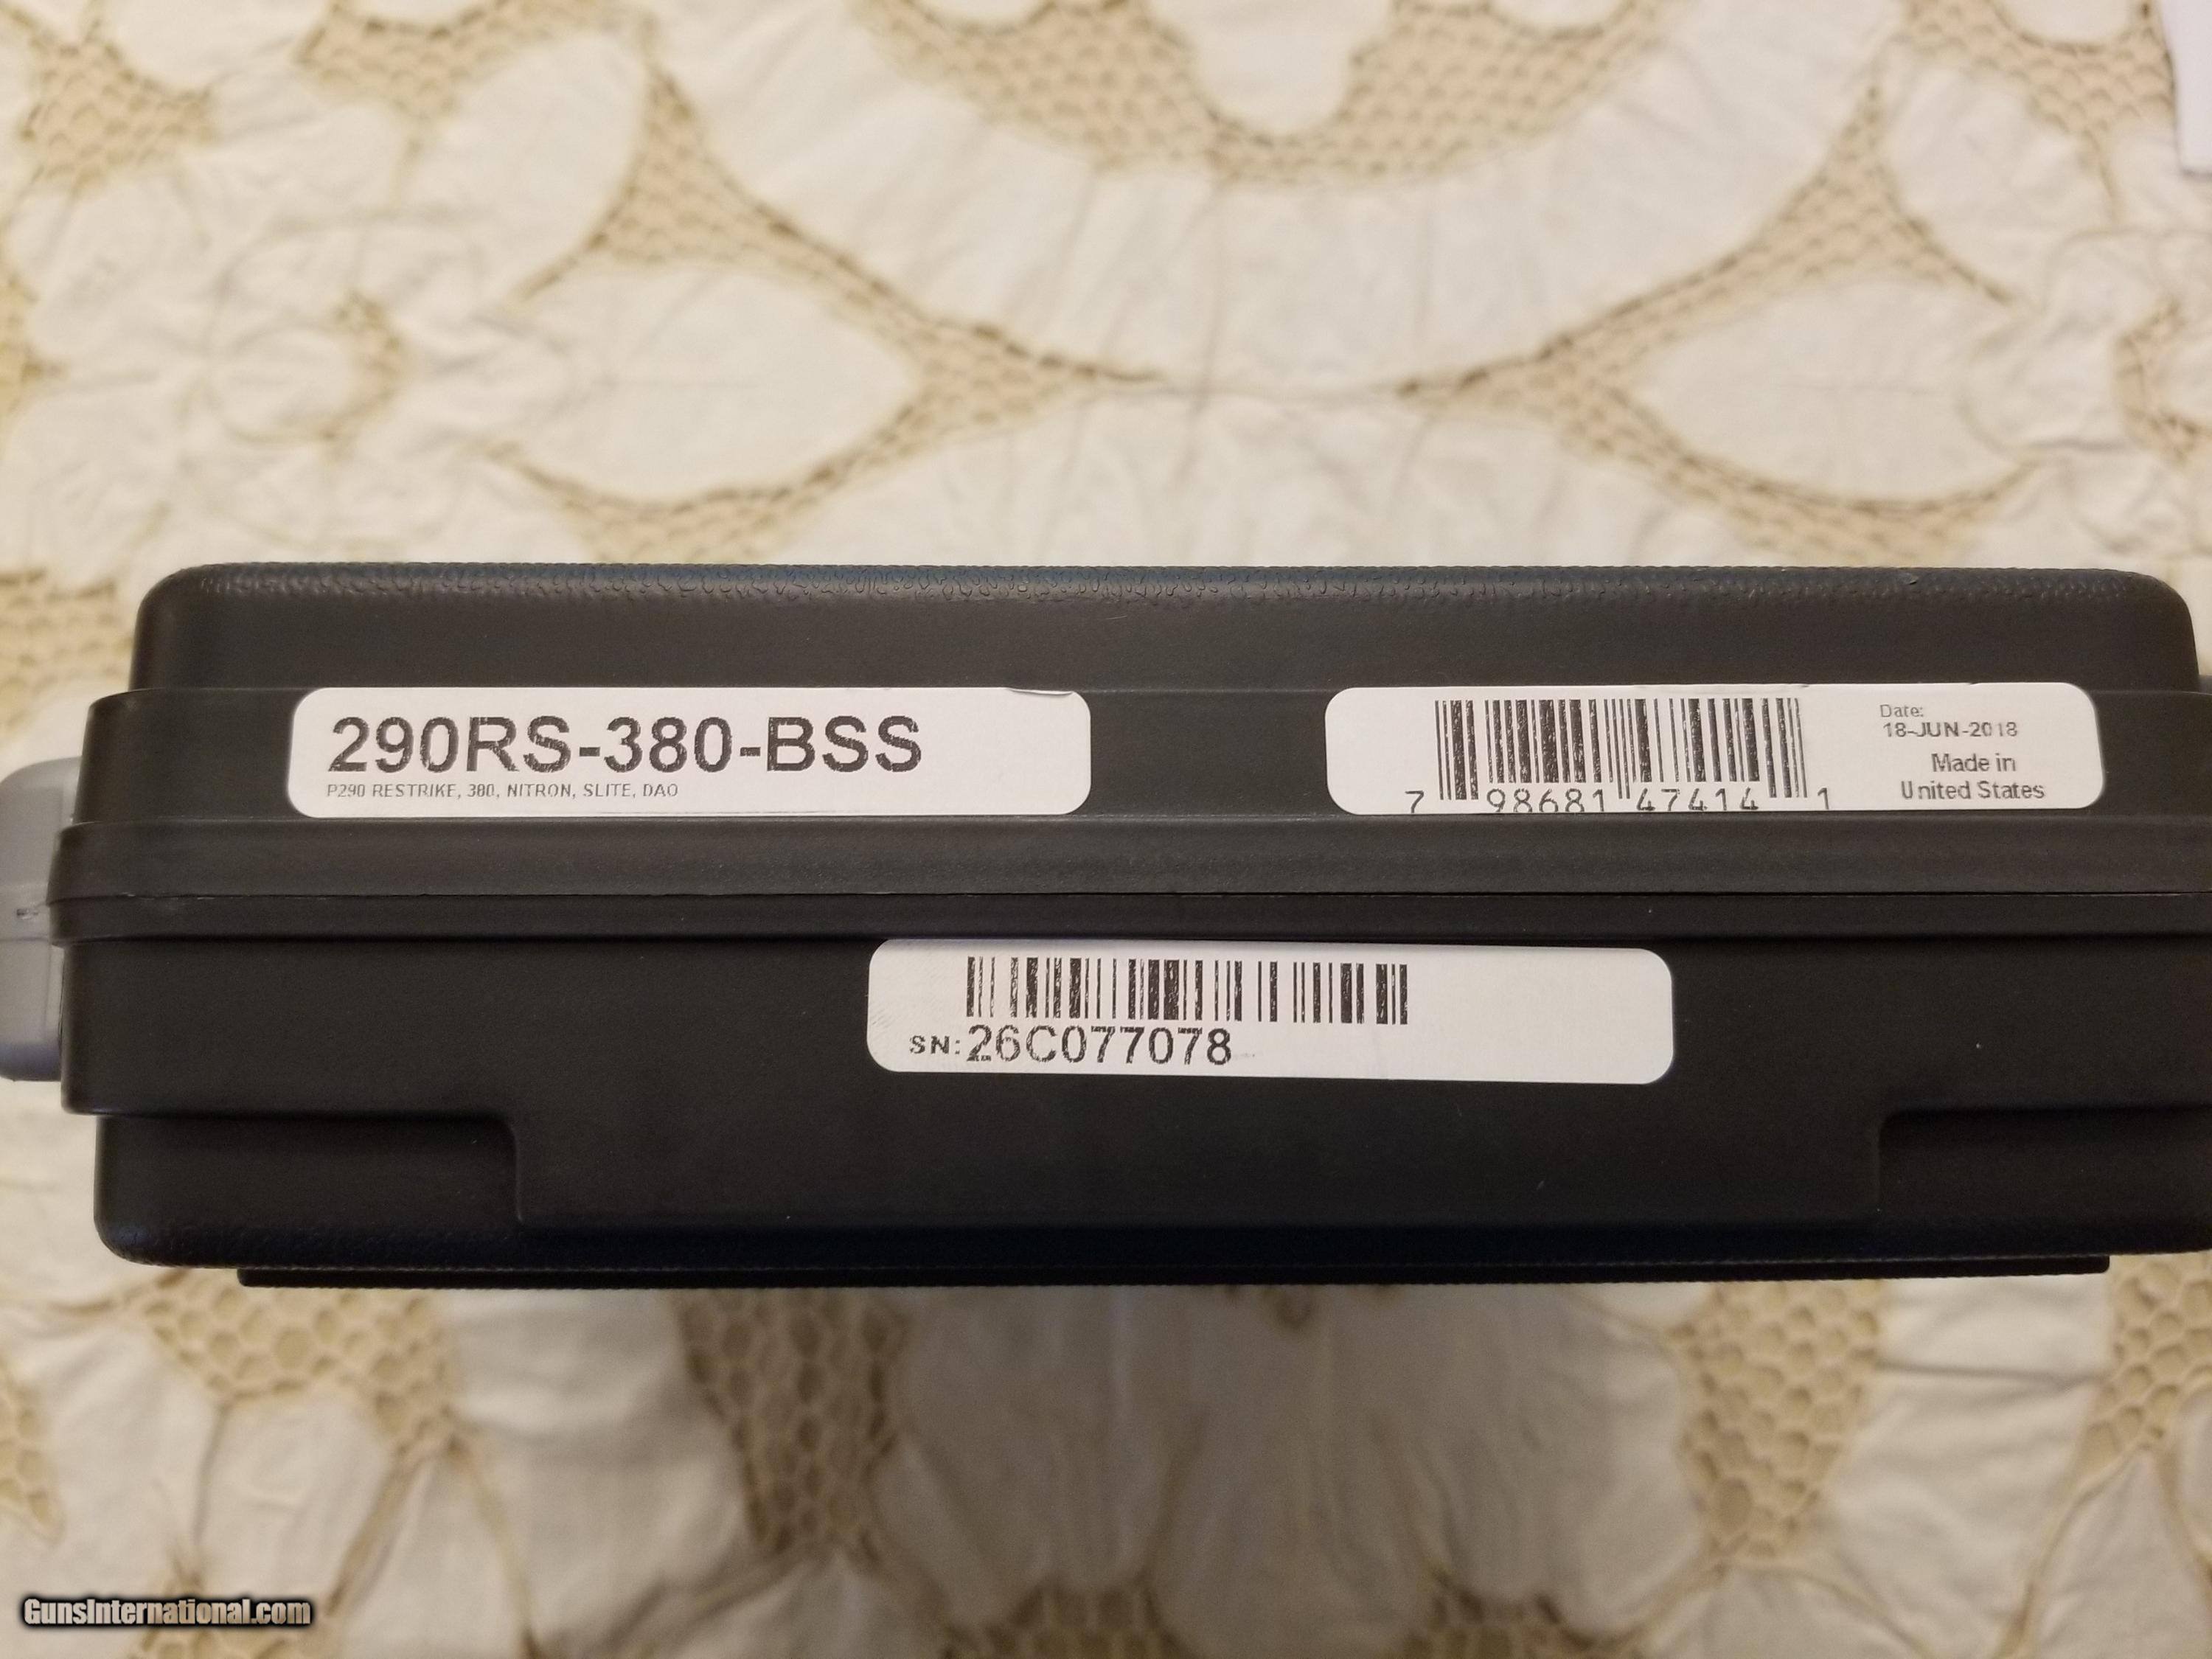 290RS-380-BSS
P290 RESTRIKE, 380, NITRON, SLITE, DAO
7 98681 47414 1
Date:
18-JUN-2018
Made in
United States
SN:26C077078
GunsInternational.com